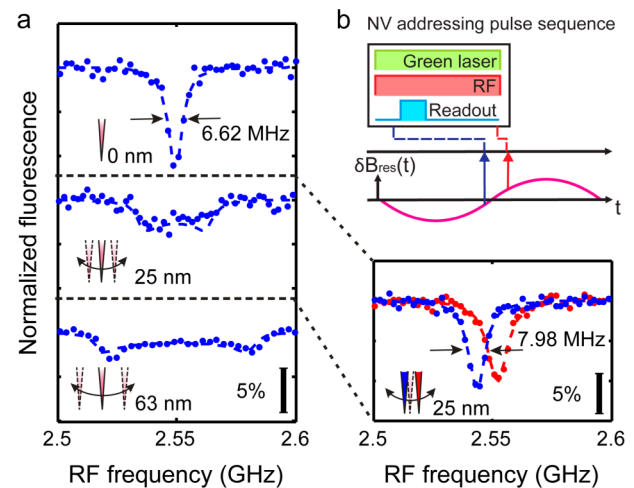 a
Normalized fluorescence
6.62 MHz
0 nm
25 nm
63 nm
5%
2.5
2.55
2.6
RF frequency (GHz)
b
NV addressing pulse sequence
Green laser
RF
Readout
δBres(t)
t
7.98 MHz
25 nm
5%
2.5
2.55
2.6
RF frequency (GHz)